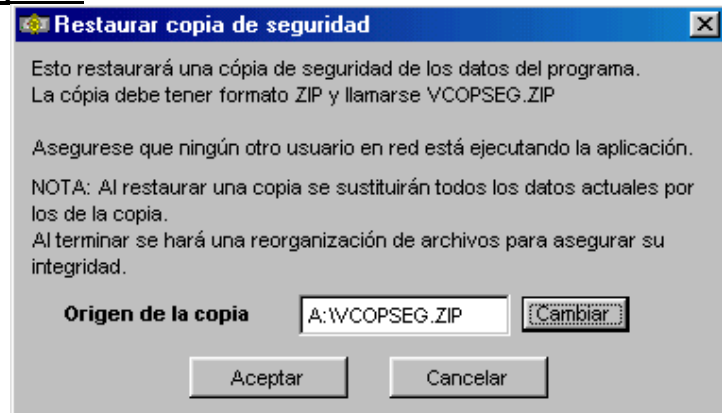 Restaurar copia de seguridad
Esto restaurará una cópia de seguridad de los datos del programa.
La cópia debe tener formato ZIP y llamarse VCOPSEG.ZIP
Asegurese que ningún otro usuario en red está ejecutando la aplicación.
NOTA: Al restaurar una copia se sustituirán todos los datos actuales por
los de la copia.
Al terminar se hará una reorganización de archivos para asegurar su
integridad.
Origen de la copia A:\VCOPSEG.ZIP Cambiar
Aceptar Cancelar